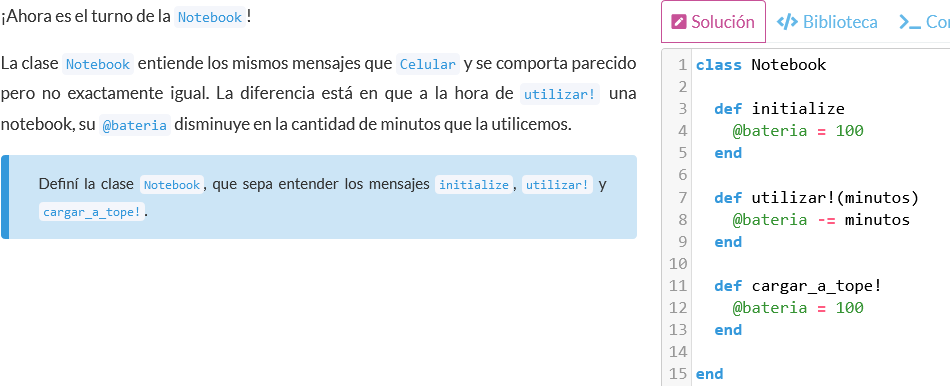 ¡Ahora es el turno de la Notebook!
La clase Notebook entiende los mismos mensajes que Celular y se comporta parecido
pero no exactamente igual. La diferencia está en que a la hora de utilizar! una
notebook, su @bateria disminuye en la cantidad de minutos que la utilicemos.
Definí la clase Notebook, que sepa entender los mensajes initialize, utilizar! y
cargar_a_tope!.
Solución </> Biblioteca >_ Con
1 class Notebook
2
3 def initialize
4 @bateria = 100
5 end
6
7 def utilizar!(minutos)
8 @bateria -= minutos
9 end
10
11 def cargar_a_tope!
12 @bateria = 100
13 end
14
15 end